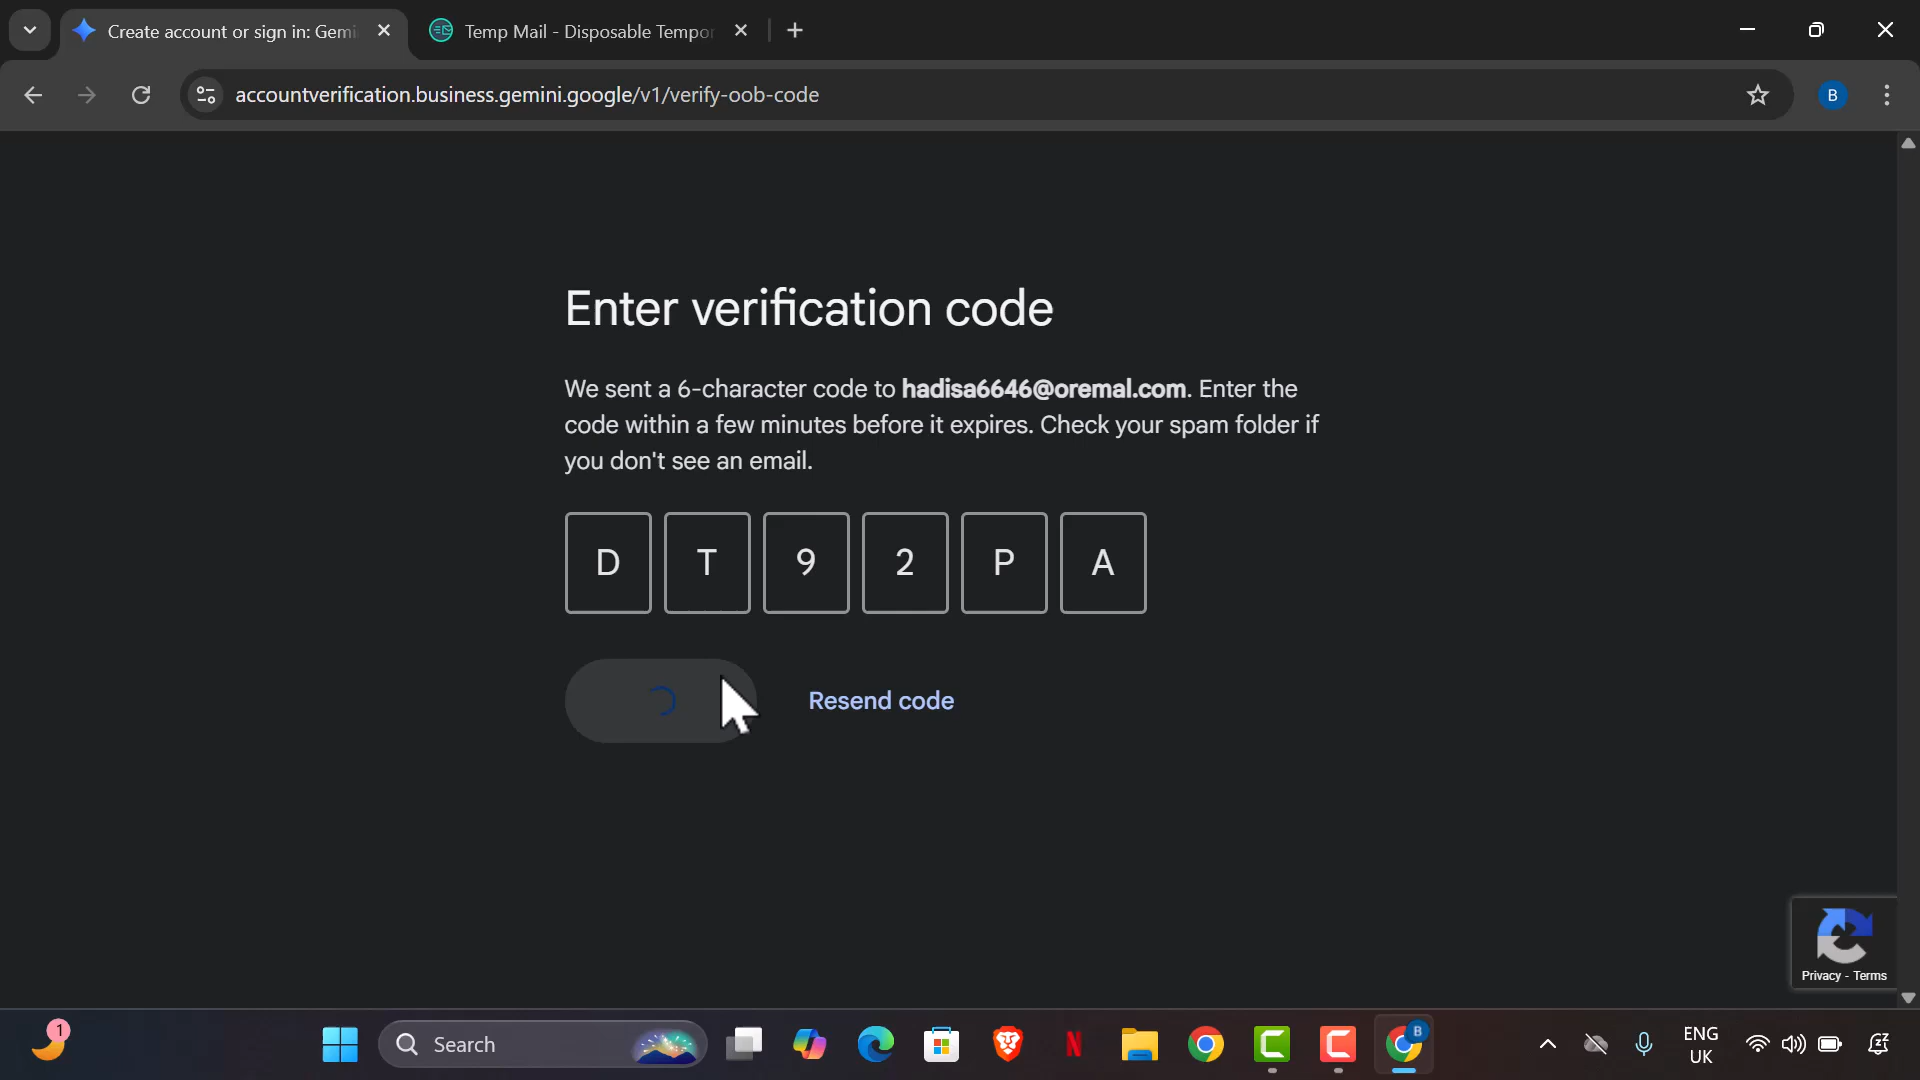 Create account or sign in: Gemi
Temp Mail - Disposable Tempor
accountverification.business.gemini.google/v1/verify-oob-code
B
Enter verification code
We sent a 6-character code to hadisa6646@oremal.com. Enter the
code within a few minutes before it expires. Check your spam folder if
you don't see an email.
D T 9 2 P A
Resend code
Privacy - Terms
1
Search
N
B
ENG
UK